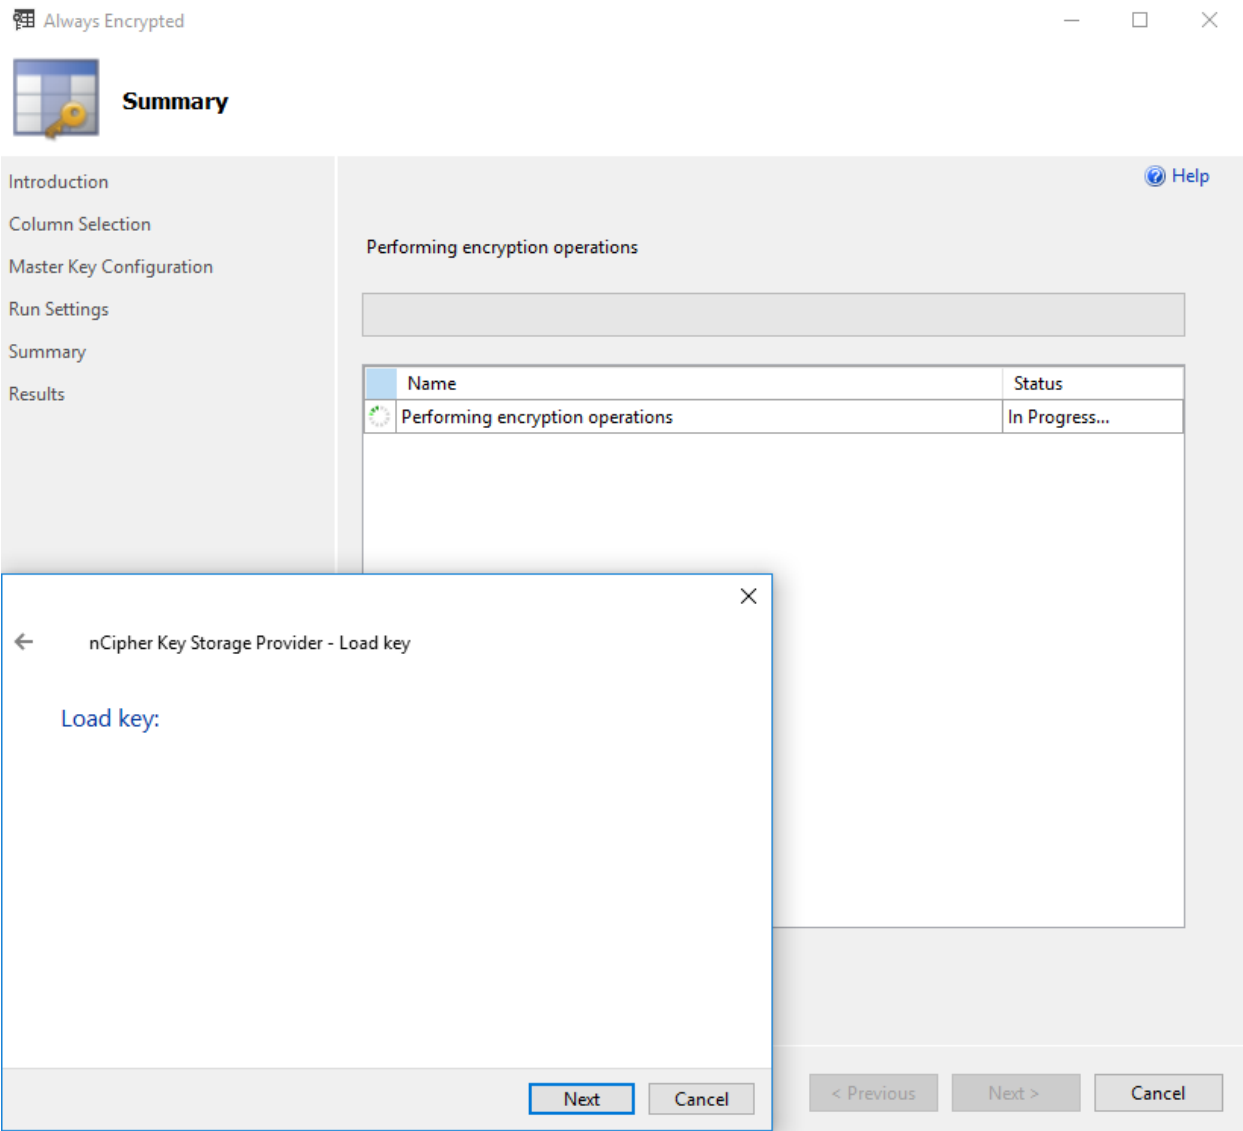 Always Encrypted
Summary
Introduction
Column Selection
Master Key Configuration
Run Settings
Summary
Results
Help
Performing encryption operations
Name Status
Performing encryption operations In Progress...
nCipher Key Storage Provider - Load key
Load key:
Next Cancel
< Previous Next > Cancel